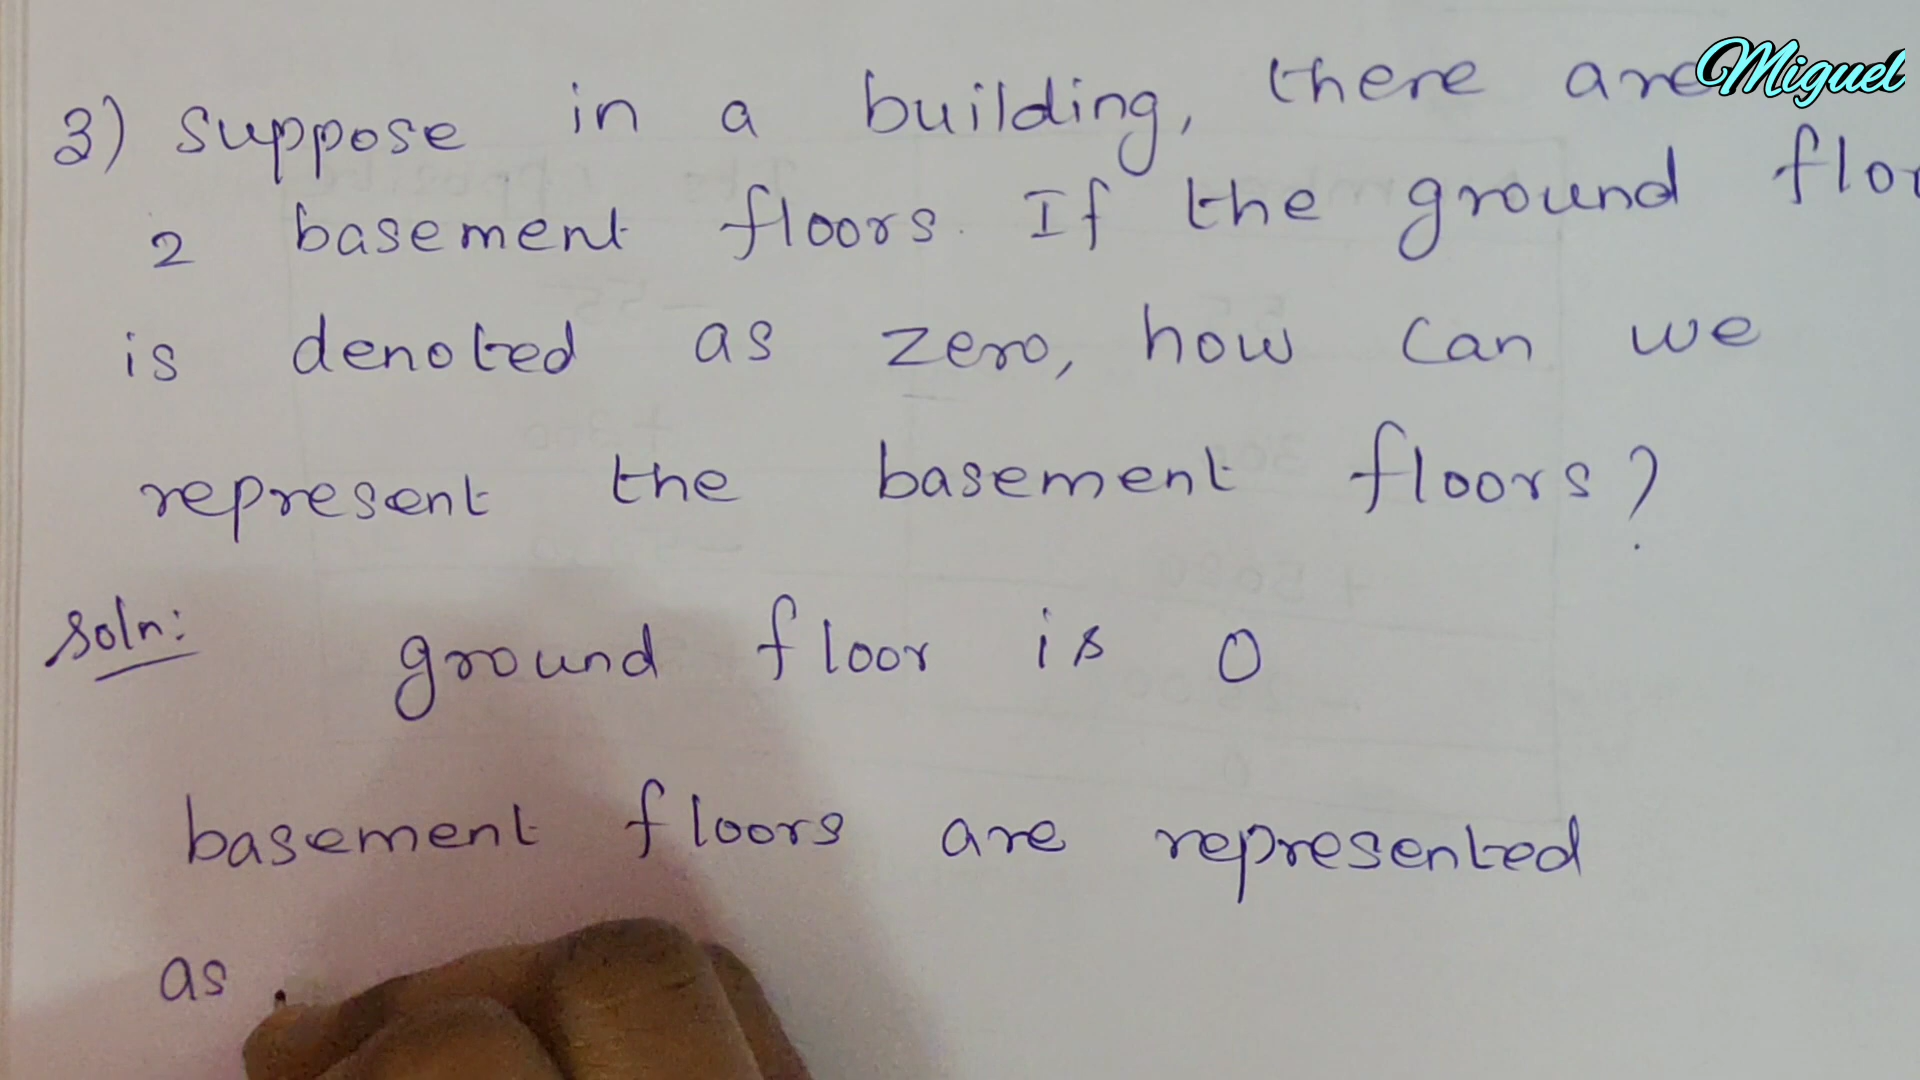 Miguel
3) Suppose in a building, there are
2 basement floors. If the ground floo
is denoted as zero, how can we
represent the basement floors?
Soln: ground floor is 0
basement floors are represented
as